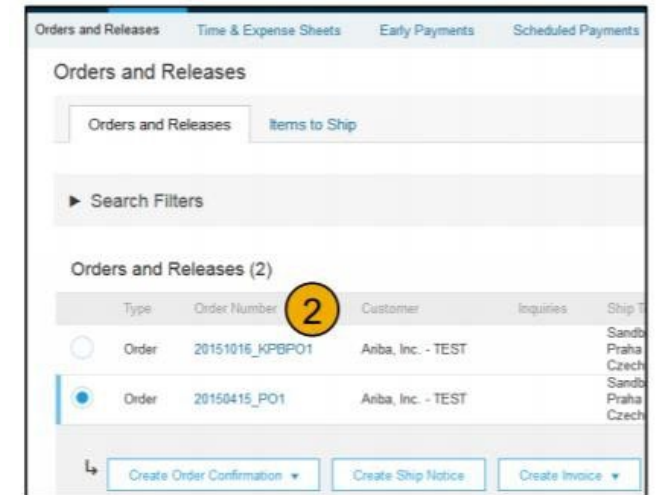 Orders and Releases Time & Expense Sheets Early Payments Scheduled Payments
Orders and Releases
Orders and Releases Items to Ship
► Search Filters
Orders and Releases (2)
Type Order Number 2 Customer Inquiries Ship T
Sandb
Order 20151016_KPBPO1 Ariba, Inc. - TEST Praha
Czech
Sandb
Order 20150415_PO1 Ariba, Inc. - TEST Praha
Czech
Create Order Confirmation ▼ Create Ship Notice Create Invoice ▼